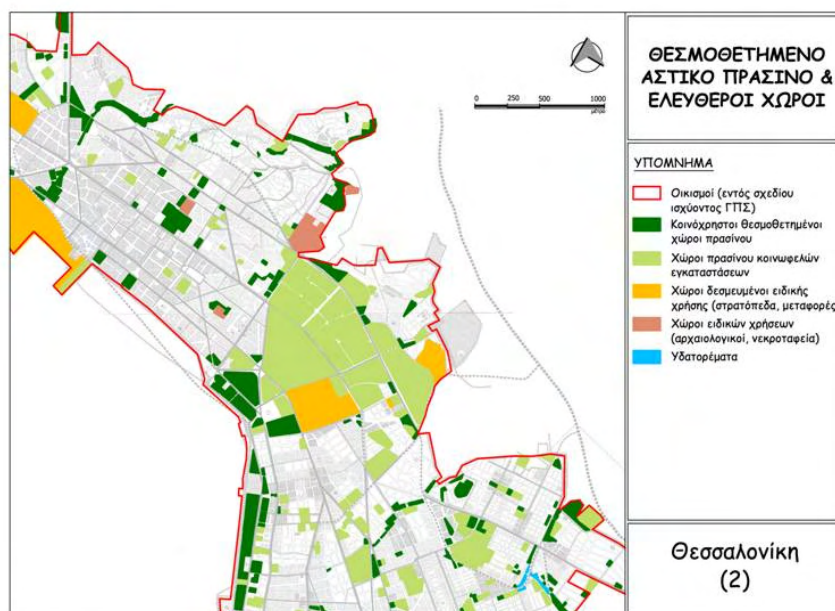 0 250 500 1000
μέτρα
ΘΕΣΜΟΘΕΤΗΜΕΝΟ
ΑΣΤΙΚΟ ΠΡΑΣΙΝΟ &
ΕΛΕΥΘΕΡΟΙ ΧΩΡΟΙ
ΥΠΟΜΝΗΜΑ
Οικισμοί (εντός σχεδίου
ισχύοντος ΓΠΣ)
Κοινόχρηστοι θεσμοθετημένοι
χώροι πρασίνου
Χώροι πρασίνου κοινωφελών
εγκαταστάσεων
Χώροι δεσμευμένοι ειδικής
χρήσης (στρατόπεδα, μεταφορές
Χώροι ειδικών χρήσεων
(αρχαιολογικοί, νεκροταφεία)
Υδατορέματα
Θεσσαλονίκη
(2)